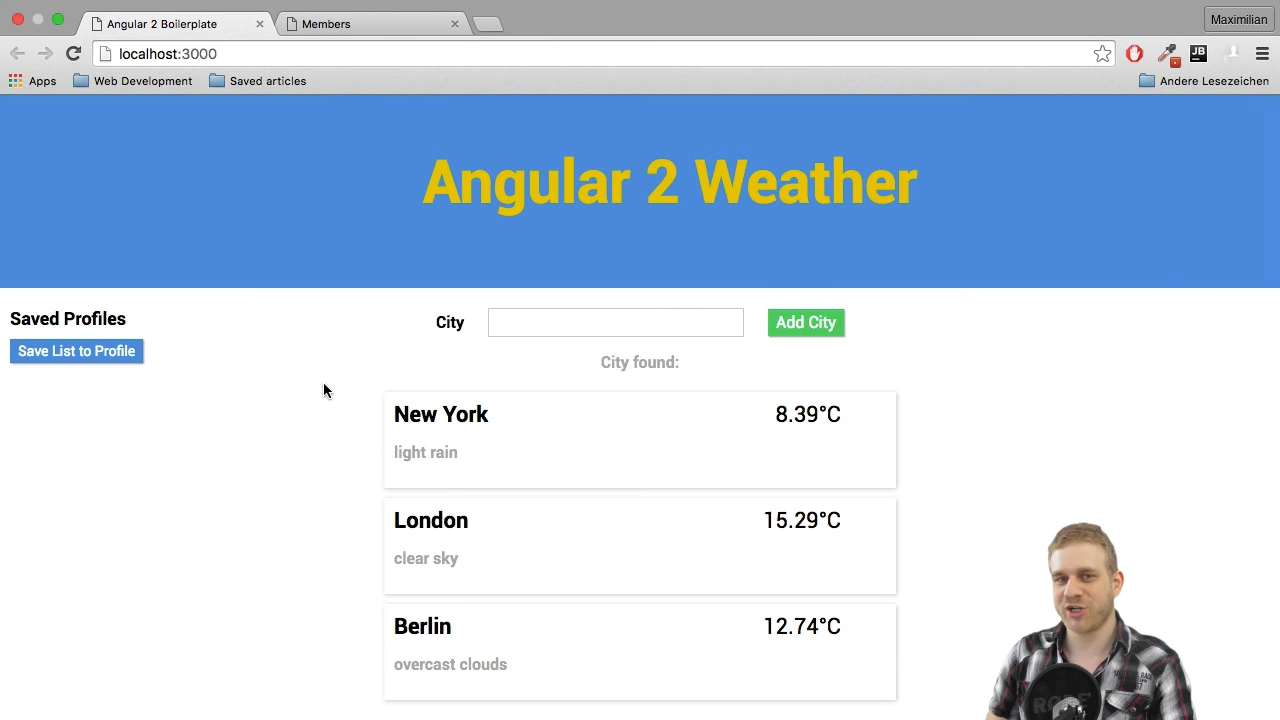 Angular 2 Boilerplate
Members
Maximilian
localhost:3000
JB
Apps
Web Development
Saved articles
Andere Lesezeichen
Angular 2 Weather
Saved Profiles
Save List to Profile
City
Add City
City found:
New York
8.39°C
light rain
London
15.29°C
clear sky
Berlin
12.74°C
overcast clouds